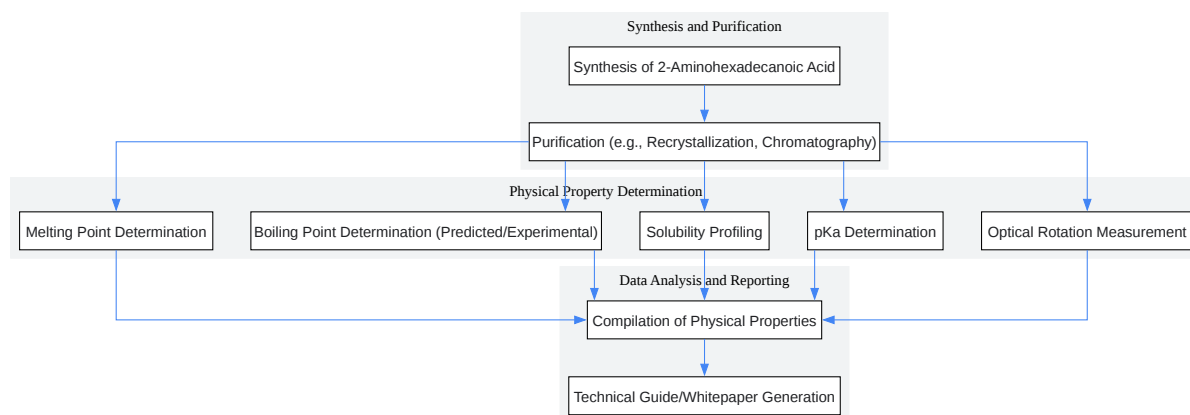 Synthesis and Purification
Synthesis of 2-Aminohexadecanoic Acid
Purification (e.g., Recrystallization, Chromatography)
Physical Property Determination
Melting Point Determination
Boiling Point Determination (Predicted/Experimental)
Solubility Profiling
pKa Determination
Optical Rotation Measurement
Data Analysis and Reporting
Compilation of Physical Properties
Technical Guide/Whitepaper Generation